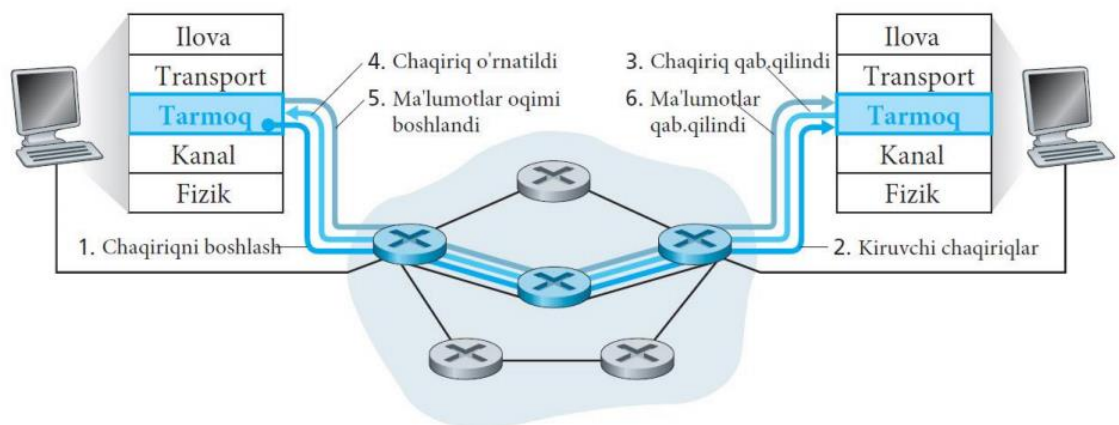 Ilova
Transport
Tarmoq
Kanal
Fizik
4. Chaqiriq o'rnatildi
5. Ma'lumotlar oqimi
boshlandi
1. Chaqiriqni boshlash
3. Chaqiriq qab.qilindi
6. Ma'lumotlar
qab.qilindi
2. Kiruvchi chaqiriqlar
Ilova
Transport
Tarmoq
Kanal
Fizik